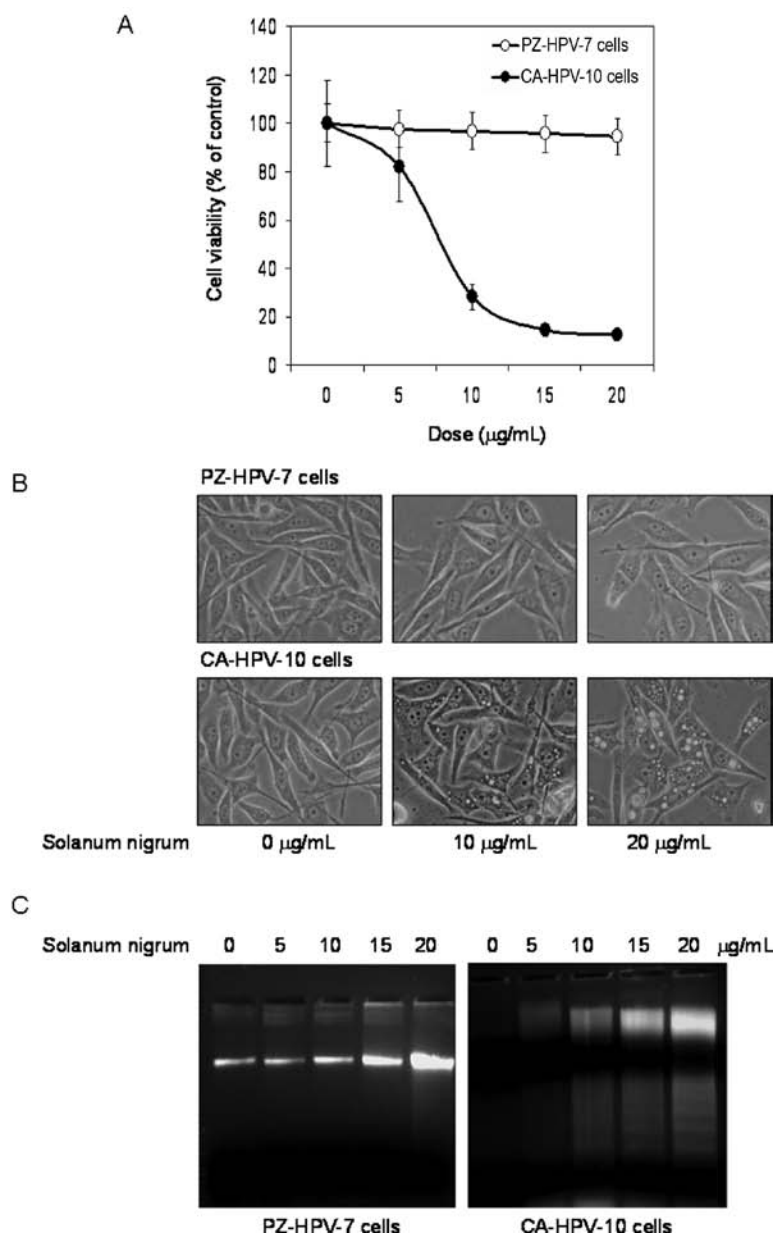 A
140
120
100
80
60
40
20
0
Cell viability (% of control)
PZ-HPV-7 cells
CA-HPV-10 cells
0 5 10 15 20
Dose (µg/mL)
B
PZ-HPV-7 cells
CA-HPV-10 cells
Solanum nigrum 0 µg/mL 10 µg/mL 20 µg/mL
C
Solanum nigrum 0 5 10 15 20 0 5 10 15 20 µg/mL
PZ-HPV-7 cells CA-HPV-10 cells